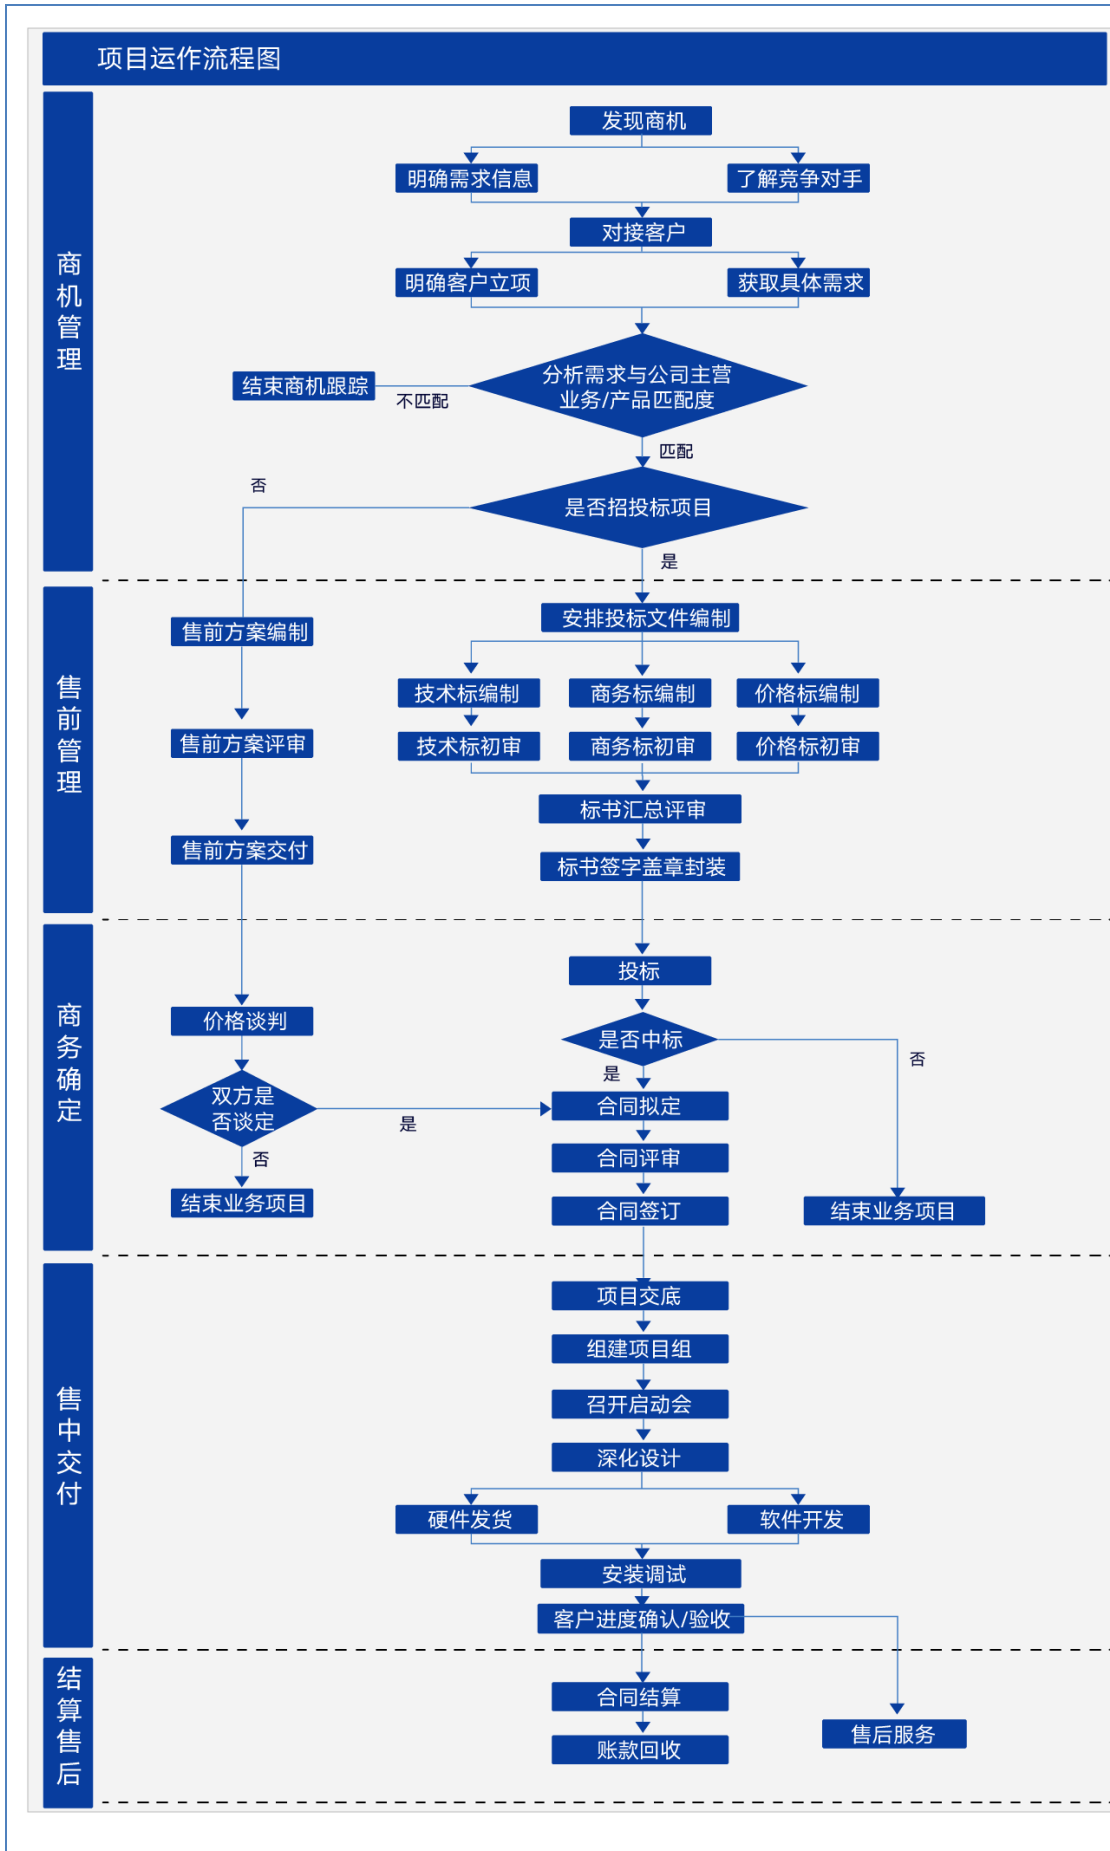 项目运作流程图
商机管理
发现商机
明确需求信息
了解竞争对手
对接客户
明确客户立项
获取具体需求
分析需求与公司主营
业务/产品匹配度
结束商机跟踪
不匹配
匹配
是否招投标项目
否
是
售前管理
安排投标文件编制
售前方案编制
技术标编制
商务标编制
价格标编制
售前方案评审
技术标初审
商务标初审
价格标初审
标书汇总评审
售前方案交付
标书签字盖章封装
商务确定
投标
价格谈判
是否中标
否
是
双方是
否谈定
是
合同拟定
否
合同评审
结束业务项目
合同签订
结束业务项目
售中交付
项目交底
组建项目组
召开启动会
深化设计
硬件发货
软件开发
安装调试
客户进度确认/验收
结算售后
合同结算
售后服务
账款回收